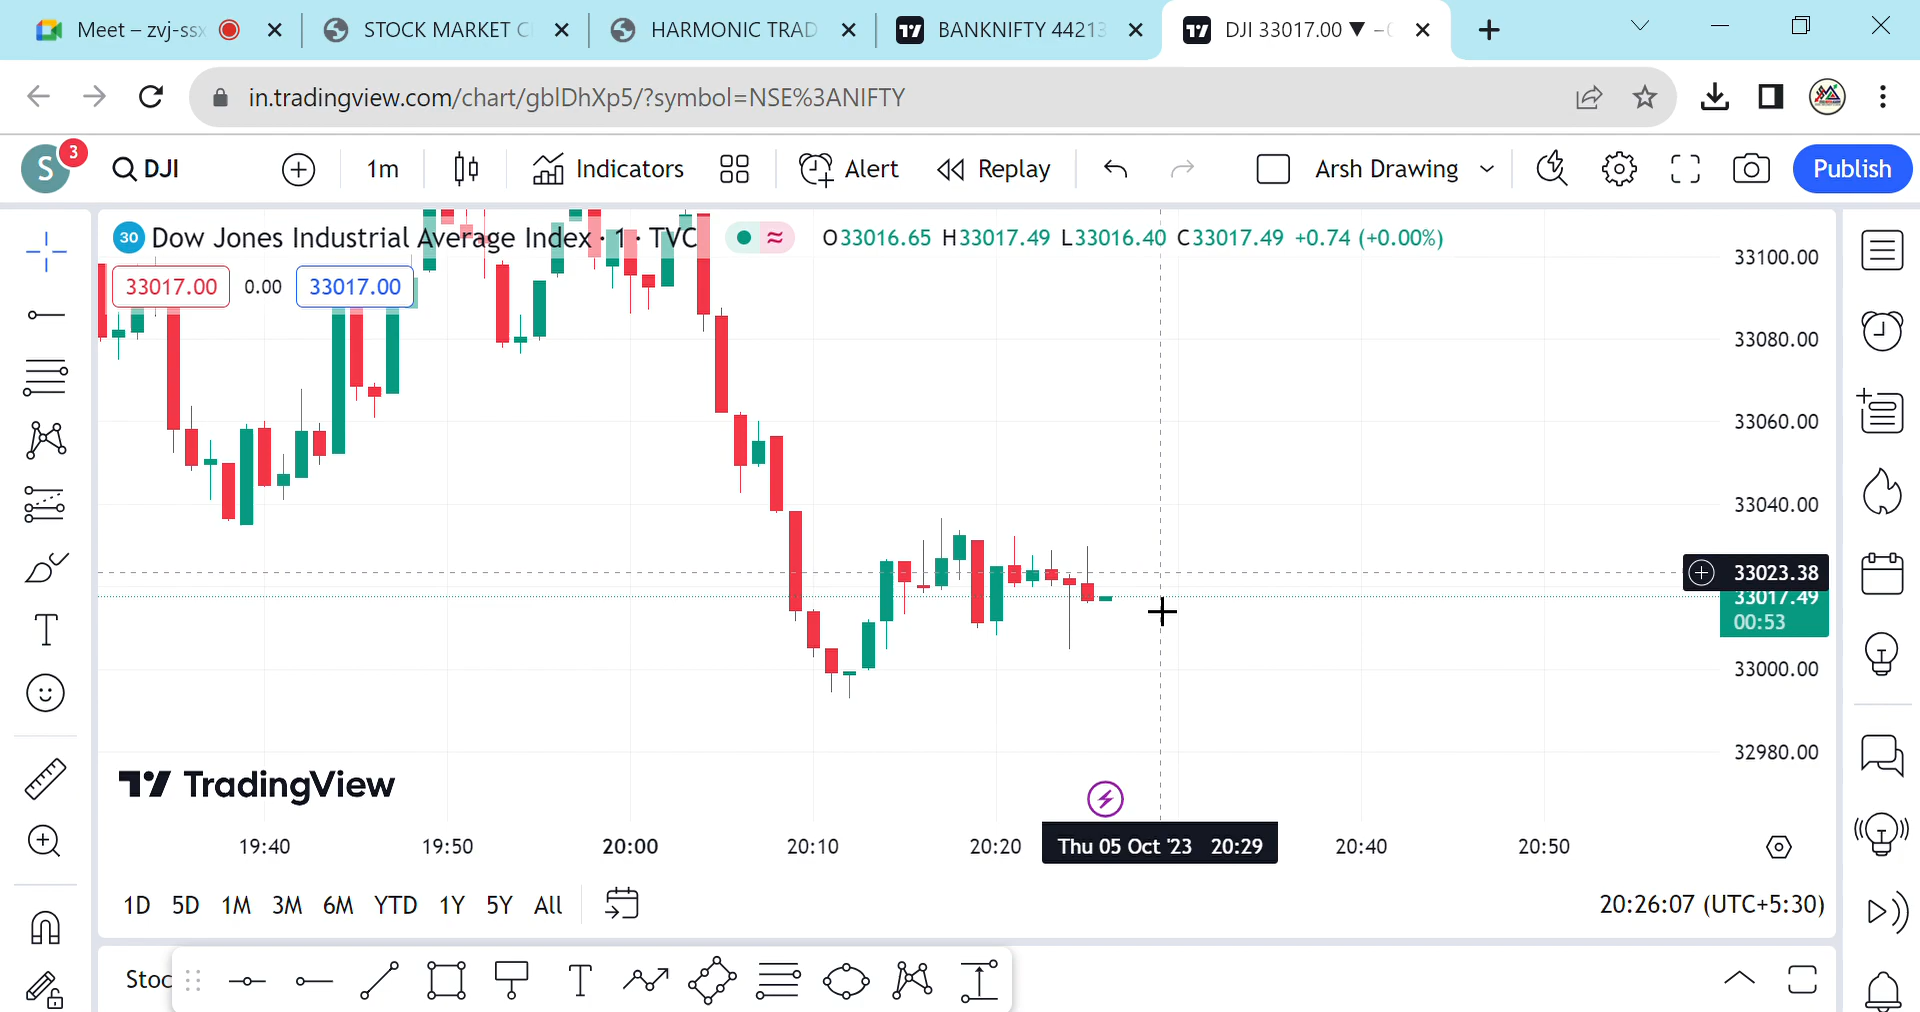 Meet – zvj-ssx
STOCK MARKET C
HARMONIC TRAD
BANKNIFTY 44213
DJI 33017.00 ▼ −0
in.tradingview.com/chart/gblDhXp5/?symbol=NSE%3ANIFTY
S
3
DJI
1m
Indicators
Alert
Replay
Arsh Drawing
Publish
30 Dow Jones Industrial Average Index · 1 · TVC
O33016.65 H33017.49 L33016.40 C33017.49 +0.74 (+0.00%)
33017.00 0.00 33017.00
33100.00
33080.00
33060.00
33040.00
33023.38
33017.49
00:53
33000.00
32980.00
TradingView
19:40 19:50 20:00 20:10 20:20 Thu 05 Oct '23 20:29 20:40 20:50
1D 5D 1M 3M 6M YTD 1Y 5Y All
20:26:07 (UTC+5:30)
Stoc